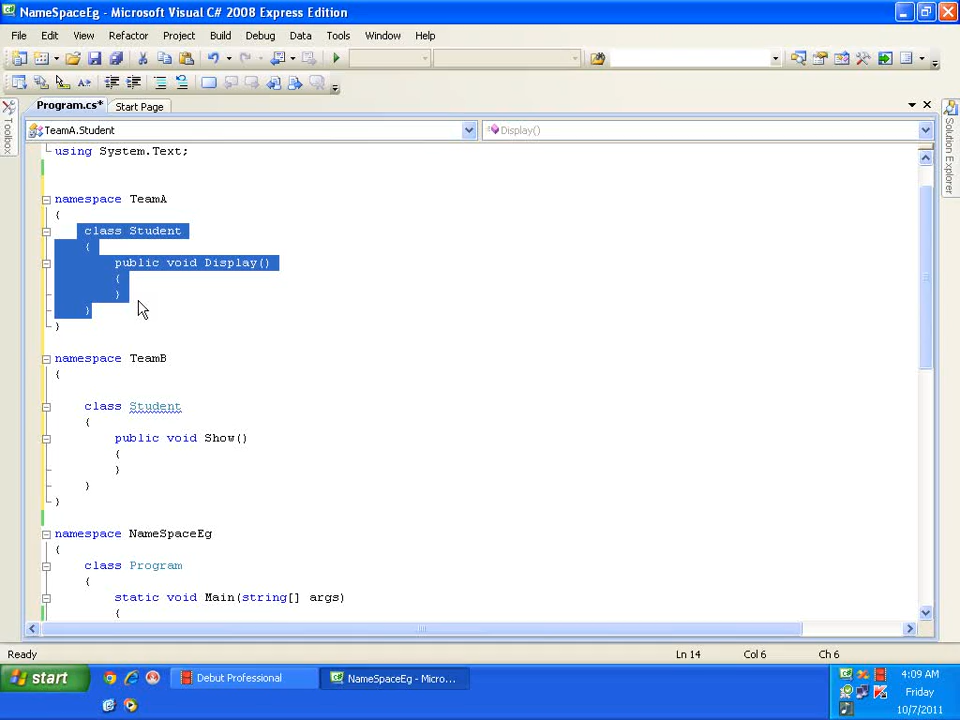 NameSpaceEg - Microsoft Visual C# 2008 Express Edition
File Edit View Refactor Project Build Debug Data Tools Window Help
Program.cs* Start Page
TeamA.Student Display()
Toolbox
Solution Explorer
using System.Text;
namespace TeamA
{
class Student
{
public void Display()
{
}
}
}
namespace TeamB
{
class Student
{
public void Show()
{
}
}
}
namespace NameSpaceEg
{
class Program
{
static void Main(string[] args)
{
Ready Ln 14 Col 6 Ch 6
start Debut Professional NameSpaceEg - Micro... 4:09 AM
Friday
10/7/2011